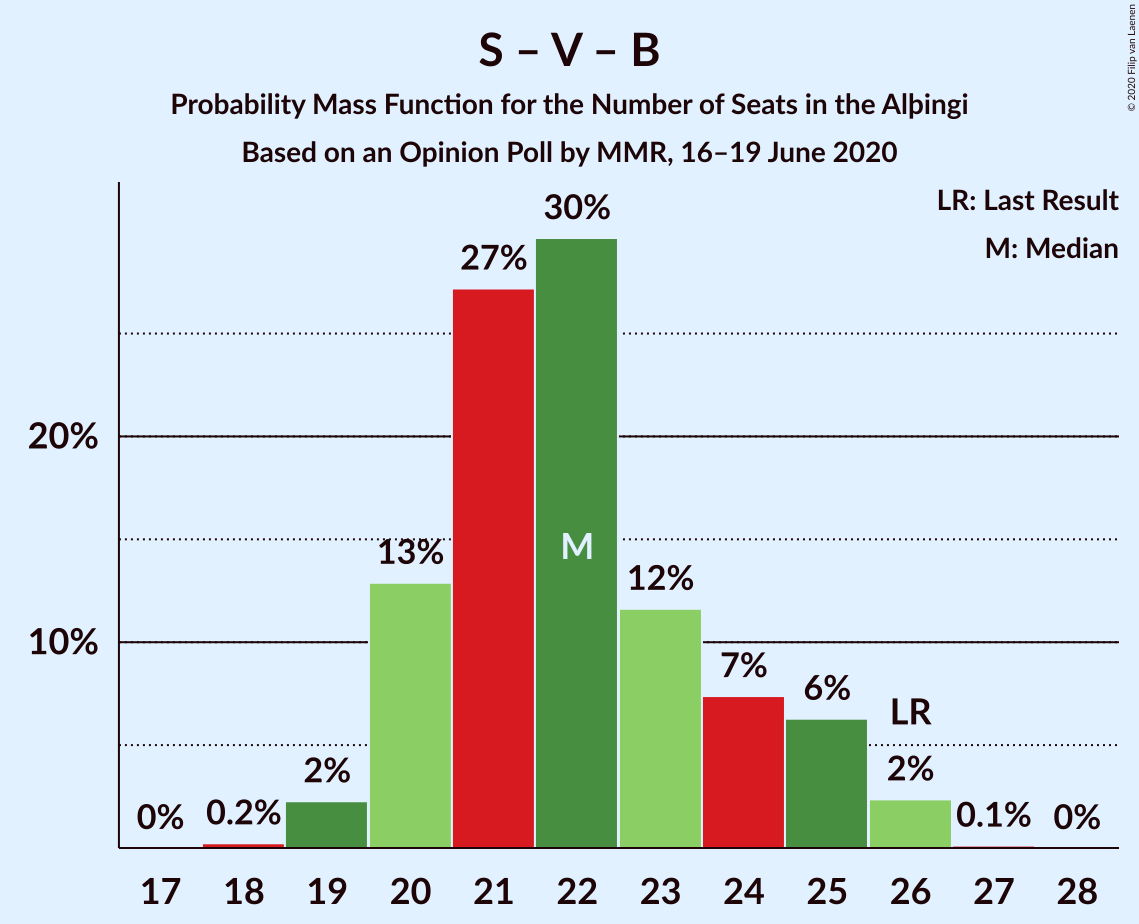 S – V – B
Probability Mass Function for the Number of Seats in the Alþingi
Based on an Opinion Poll by MMR, 16–19 June 2020
© 2020 Filip van Laenen
LR: Last Result
M: Median
30%
27%
20%
13%
M
12%
10%
7%
6%
LR
2%
2%
0%
0.2%
0.1%
0%
17 18 19 20 21 22 23 24 25 26 27 28